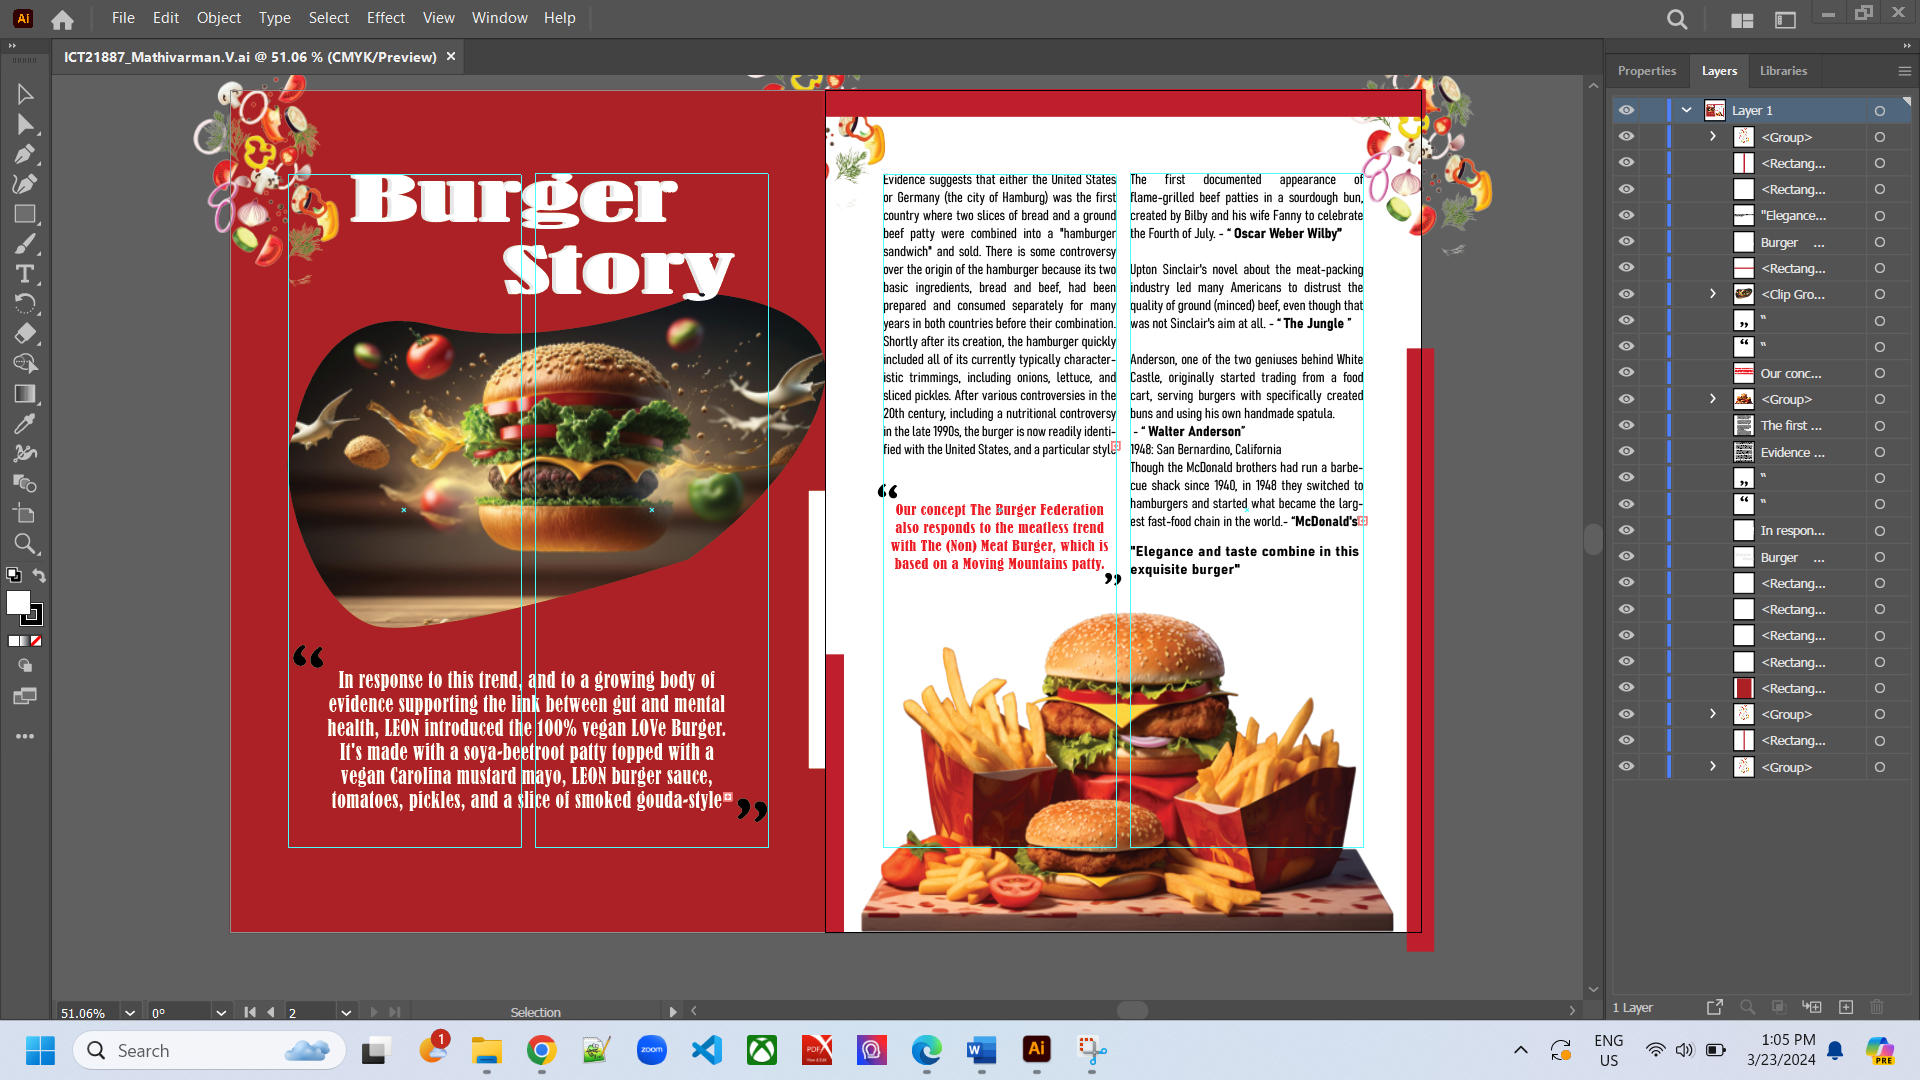 Ai
File Edit Object Type Select Effect View Window Help
ICT21887_Mathivarman.V.ai @ 51.06 % (CMYK/Preview)
Burger
Story
“
In response to this trend, and to a growing body of
evidence supporting the link between gut and mental
health, LEON introduced the 100% vegan LOVe Burger.
It's made with a soya-beetroot patty topped with a
vegan Carolina mustard mayo, LEON burger sauce,
tomatoes, pickles, and a slice of smoked gouda-style
”
Evidence suggests that either the United States
or Germany (the city of Hamburg) was the first
country where two slices of bread and a ground
beef patty were combined into a "hamburger
sandwich" and sold. There is some controversy
over the origin of the hamburger because its two
basic ingredients, bread and beef, had been
prepared and consumed separately for many
years in both countries before their combination.
Shortly after its creation, the hamburger quickly
included all of its currently typically character-
istic trimmings, including onions, lettuce, and
sliced pickles. After various controversies in the
20th century, including a nutritional controversy
in the late 1990s, the burger is now readily identi-
fied with the United States, and a particular style
“
Our concept The Burger Federation
also responds to the meatless trend
with The (Non) Meat Burger, which is
based on a Moving Mountains patty.
”
The first documented appearance of
flame-grilled beef patties in a sourdough bun,
created by Bilby and his wife Fanny to celebrate
the Fourth of July. - “ Oscar Weber Wilby”
Upton Sinclair's novel about the meat-packing
industry led many Americans to distrust the
quality of ground (minced) beef, even though that
was not Sinclair's aim at all. - “ The Jungle ”
Anderson, one of the two geniuses behind White
Castle, originally started trading from a food
cart, serving burgers with specifically created
buns and using his own handmade spatula.
- “ Walter Anderson”
1948: San Bernardino, California
Though the McDonald brothers had run a barbe-
cue shack since 1940, in 1948 they switched to
hamburgers and started what became the larg-
est fast-food chain in the world.- “McDonald's
"Elegance and taste combine in this
exquisite burger"
Properties Layers Libraries
Layer 1
<Group>
<Rectang...
<Rectang...
"Elegance...
Burger ...
<Rectang...
<Clip Gro...
“
“
Our conc...
<Group>
The first ...
Evidence ...
“
“
In respon...
Burger ...
<Rectang...
<Rectang...
<Rectang...
<Rectang...
<Rectang...
<Group>
<Rectang...
<Group>
1 Layer
51.06% 0° 2 Selection
Search
1
zoom
PDF
W
Ai
ENG
US
1:05 PM
3/23/2024
PRE